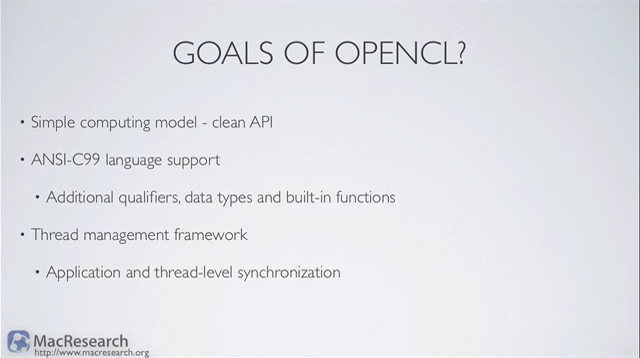 GOALS OF OPENCL?
• Simple computing model - clean API
• ANSI-C99 language support
• Additional qualifiers, data types and built-in functions
• Thread management framework
• Application and thread-level synchronization
MacResearch
http://www.macresearch.org